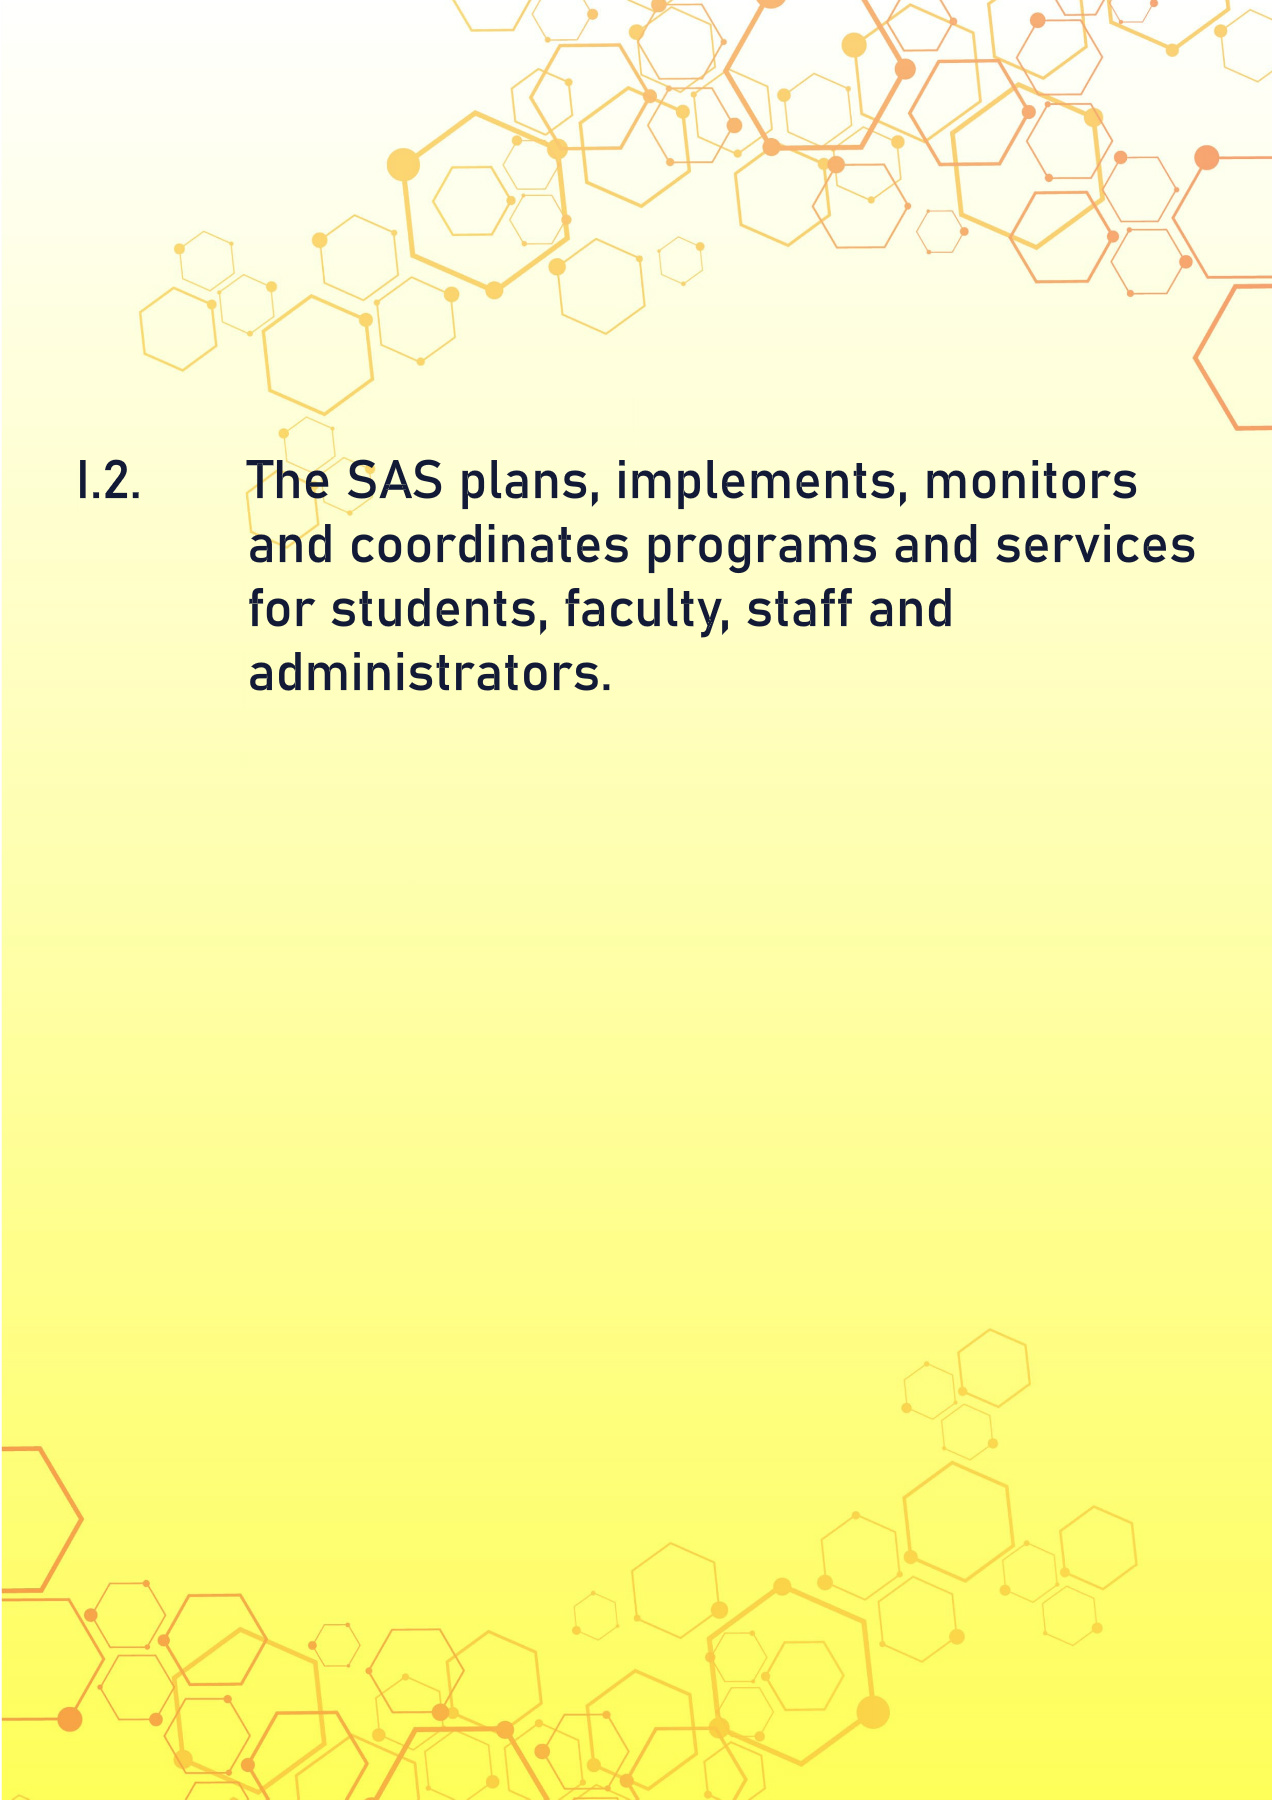 I.2. The SAS plans, implements, monitors
and coordinates programs and services
for students, faculty, staff and
administrators.